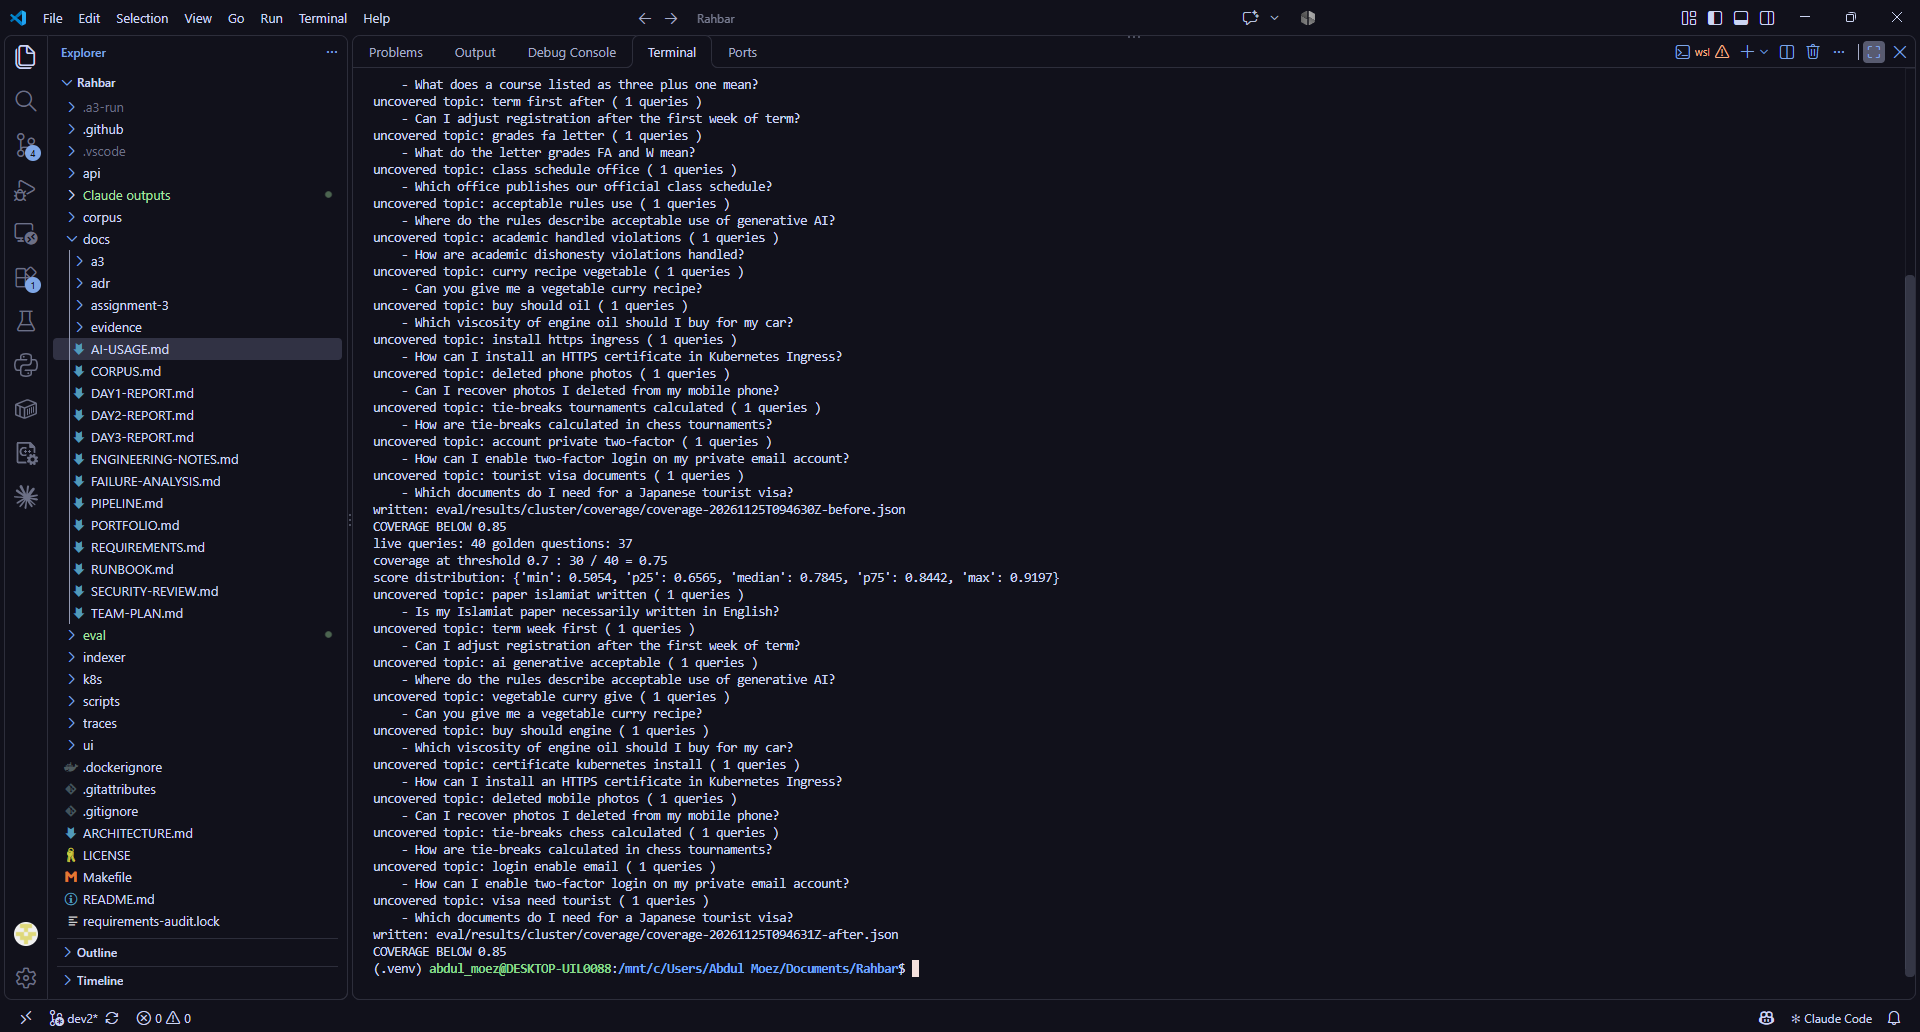 File Edit Selection View Go Run Terminal Help
Rahbar
Explorer
Problems Output Debug Console Terminal Ports
wsl
Rahbar
.a3-run
.github
.vscode
api
Claude outputs
corpus
docs
a3
adr
assignment-3
evidence
AI-USAGE.md
CORPUS.md
DAY1-REPORT.md
DAY2-REPORT.md
DAY3-REPORT.md
ENGINEERING-NOTES.md
FAILURE-ANALYSIS.md
PIPELINE.md
PORTFOLIO.md
REQUIREMENTS.md
RUNBOOK.md
SECURITY-REVIEW.md
TEAM-PLAN.md
eval
indexer
k8s
scripts
traces
ui
.dockerignore
.gitattributes
.gitignore
ARCHITECTURE.md
LICENSE
Makefile
README.md
requirements-audit.lock
Outline
Timeline
4
1
- What does a course listed as three plus one mean?
uncovered topic: term first after ( 1 queries )
- Can I adjust registration after the first week of term?
uncovered topic: grades fa letter ( 1 queries )
- What do the letter grades FA and W mean?
uncovered topic: class schedule office ( 1 queries )
- Which office publishes our official class schedule?
uncovered topic: acceptable rules use ( 1 queries )
- Where do the rules describe acceptable use of generative AI?
uncovered topic: academic handled violations ( 1 queries )
- How are academic dishonesty violations handled?
uncovered topic: curry recipe vegetable ( 1 queries )
- Can you give me a vegetable curry recipe?
uncovered topic: buy should oil ( 1 queries )
- Which viscosity of engine oil should I buy for my car?
uncovered topic: install https ingress ( 1 queries )
- How can I install an HTTPS certificate in Kubernetes Ingress?
uncovered topic: deleted phone photos ( 1 queries )
- Can I recover photos I deleted from my mobile phone?
uncovered topic: tie-breaks tournaments calculated ( 1 queries )
- How are tie-breaks calculated in chess tournaments?
uncovered topic: account private two-factor ( 1 queries )
- How can I enable two-factor login on my private email account?
uncovered topic: tourist visa documents ( 1 queries )
- Which documents do I need for a Japanese tourist visa?
written: eval/results/cluster/coverage/coverage-20261125T094630Z-before.json
COVERAGE BELOW 0.85
live queries: 40 golden questions: 37
coverage at threshold 0.7 : 30 / 40 = 0.75
score distribution: {'min': 0.5054, 'p25': 0.6565, 'median': 0.7845, 'p75': 0.8442, 'max': 0.9197}
uncovered topic: paper islamiat written ( 1 queries )
- Is my Islamiat paper necessarily written in English?
uncovered topic: term week first ( 1 queries )
- Can I adjust registration after the first week of term?
uncovered topic: ai generative acceptable ( 1 queries )
- Where do the rules describe acceptable use of generative AI?
uncovered topic: vegetable curry give ( 1 queries )
- Can you give me a vegetable curry recipe?
uncovered topic: buy should engine ( 1 queries )
- Which viscosity of engine oil should I buy for my car?
uncovered topic: certificate kubernetes install ( 1 queries )
- How can I install an HTTPS certificate in Kubernetes Ingress?
uncovered topic: deleted mobile photos ( 1 queries )
- Can I recover photos I deleted from my mobile phone?
uncovered topic: tie-breaks chess calculated ( 1 queries )
- How are tie-breaks calculated in chess tournaments?
uncovered topic: login enable email ( 1 queries )
- How can I enable two-factor login on my private email account?
uncovered topic: visa need tourist ( 1 queries )
- Which documents do I need for a Japanese tourist visa?
written: eval/results/cluster/coverage/coverage-20261125T094631Z-after.json
COVERAGE BELOW 0.85
(.venv) abdul_moez@DESKTOP-UIL0088:/mnt/c/Users/Abdul Moez/Documents/Rahbar$
dev2* 0 0
Claude Code